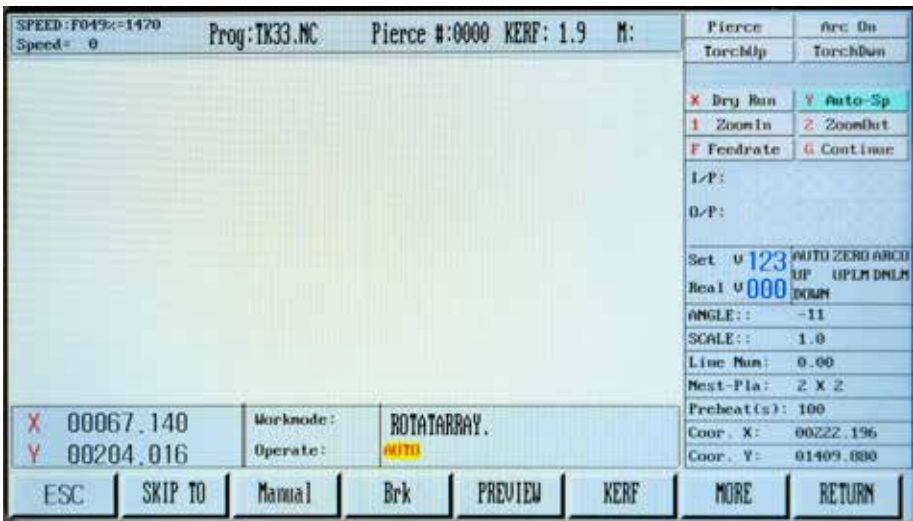 SPEED:F049%=1470
Speed= 0
Prog:TK33.NC Pierce #:0000 KERF: 1.9 M:
Pierce Arc On
TorchUp TorchDwn
X Dry Run Y Auto-Sp
1 ZoomIn 2 ZoomOut
F Feedrate G Continue
I/P:
O/P:
Set V 123 AUTO ZERO ARCO
UP UPLM DNLM
Real V 000 DOWN
ANGLE:: -11
SCALE:: 1.0
Line Num: 0.00
Nest-Pla: 2 X 2
Preheat(s): 100
Coor. X: 00222.196
Coor. Y: 01409.880
X 00067.140
Y 00204.016
Workmode: ROTATARRAY.
Operate: AUTO
ESC SKIP TO Manual Brk PREVIEW KERF MORE RETURN